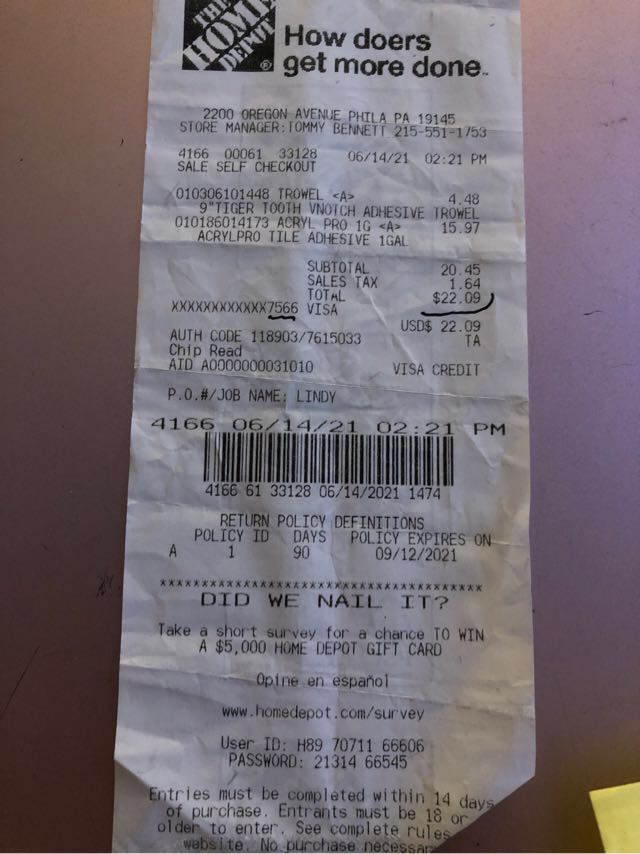 THE
HOME
DEPOT
®
How doers
get more done.
2200 OREGON AVENUE PHILA PA 19145
STORE MANAGER:TOMMY BENNETT 215-551-1753
4166 00061 33128 06/14/21 02:21 PM
SALE SELF CHECKOUT
010306101448 TROWEL <A> 4.48
9"TIGER TOOTH VNOTCH ADHESIVE TROWEL
010186014173 ACRYL PRO 1G <A> 15.97
ACRYLPRO TILE ADHESIVE 1GAL
SUBTOTAL 20.45
SALES TAX 1.64
TOTAL $22.09
XXXXXXXXXXXX7566 VISA
USD$ 22.09
AUTH CODE 118903/7615033 TA
Chip Read
AID A0000000031010 VISA CREDIT
P.O.#/JOB NAME: LINDY
4166 06/14/21 02:21 PM
4166 61 33128 06/14/2021 1474
RETURN POLICY DEFINITIONS
POLICY ID DAYS POLICY EXPIRES ON
A 1 90 09/12/2021
DID WE NAIL IT?
Take a short survey for a chance TO WIN
A $5,000 HOME DEPOT GIFT CARD
Opine en español
www.homedepot.com/survey
User ID: H89 70711 66606
PASSWORD: 21314 66545
Entries must be completed within 14 days
of purchase. Entrants must be 18 or
older to enter. See complete rules
website. No purchase necessary